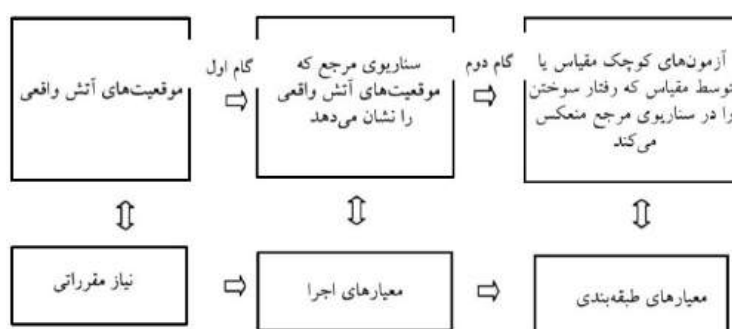 موقعیت‌های آتش واقعی
گام اول
سناریوی مرجع که
موقعیت‌های آتش واقعی
را نشان می‌دهد
گام دوم
آزمون‌های کوچک مقیاس یا
متوسط مقیاس که رفتار سوختن
را در سناریوی مرجع منعکس
می‌کند
نیاز مقرراتی
معیارهای اجرا
معیارهای طبقه‌بندی